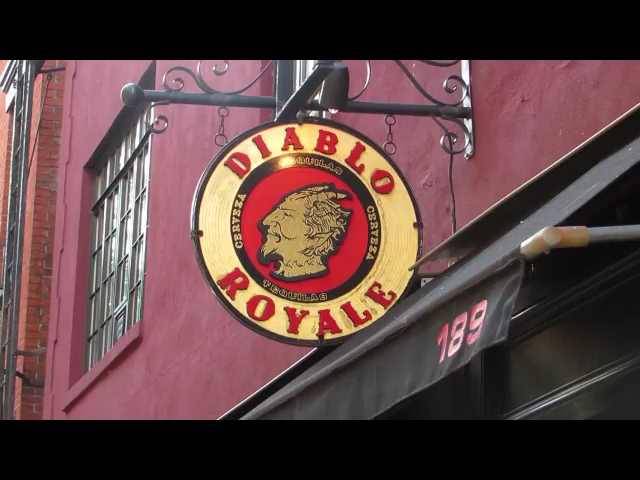 DIABLO
TEQUILAS
CERVEZA
CERVEZA
TEQUILAS
ROYALE
189